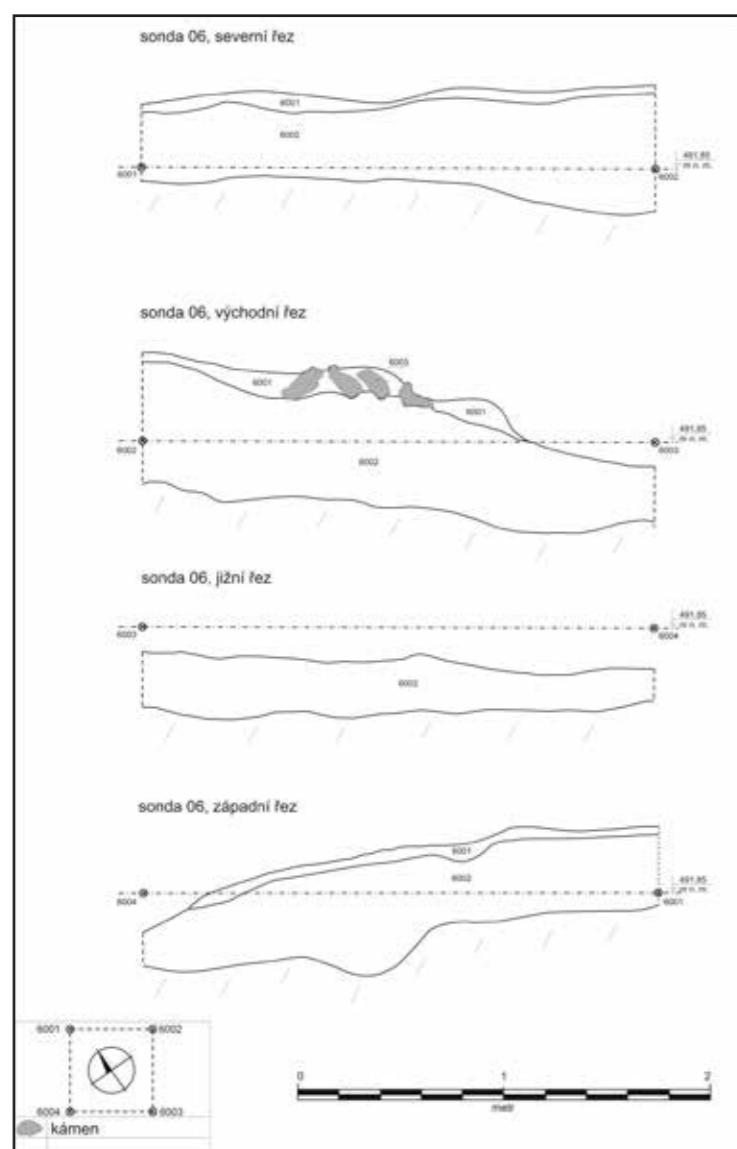 sonda 06, severní řez
6001
6002
491,85
m n. m.
6001
6002
sonda 06, východní řez
6003
6001
6001
491,85
m n. m.
6002
6003
6002
sonda 06, jižní řez
491,85
m n. m.
6003
6004
6002
sonda 06, západní řez
6001
6002
491,85
m n. m.
6004
6001
6001
6002
6004
6003
kámen
0
1
2
metr